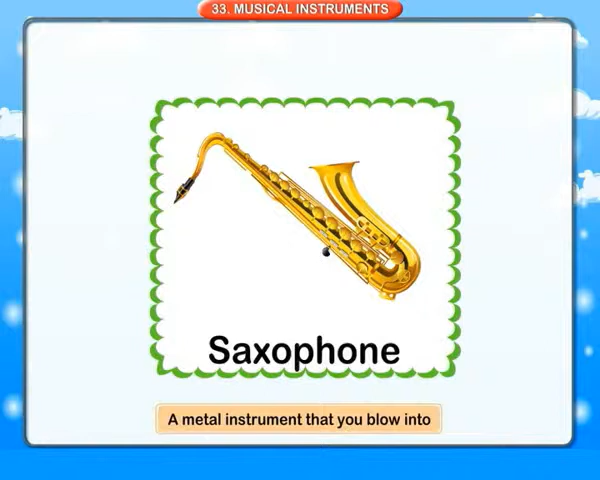 33. MUSICAL INSTRUMENTS
Saxophone
A metal instrument that you blow into